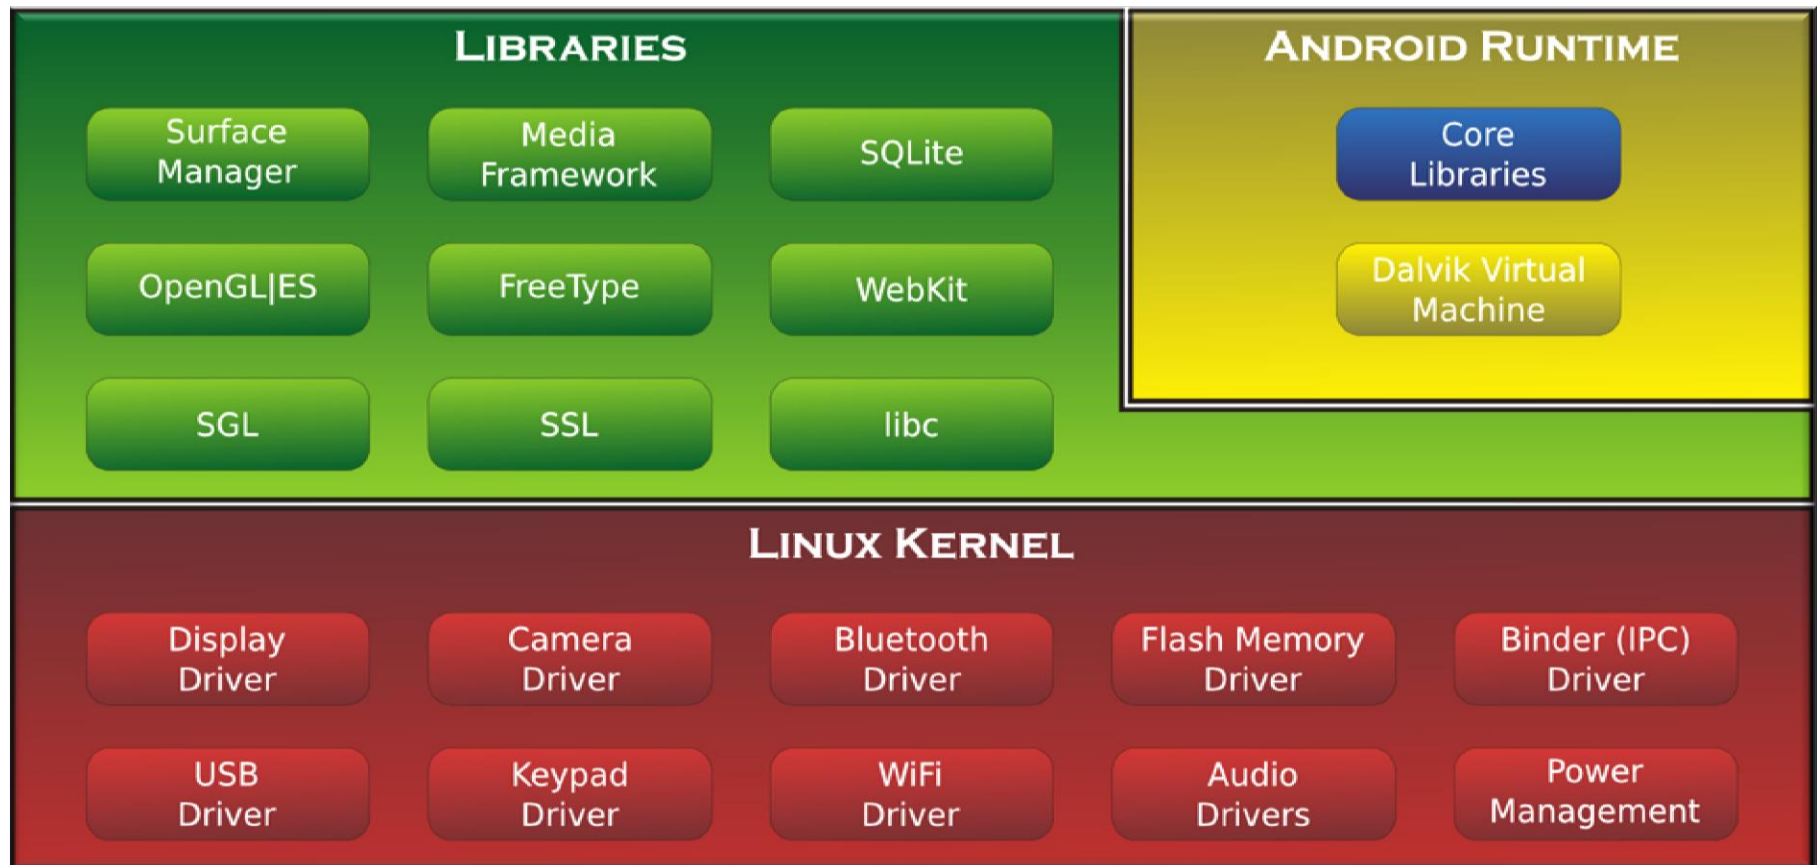 LIBRARIES
Surface
Manager
Media
Framework
SQLite
OpenGL|ES
FreeType
WebKit
SGL
SSL
libc
ANDROID RUNTIME
Core
Libraries
Dalvik Virtual
Machine
LINUX KERNEL
Display
Driver
Camera
Driver
Bluetooth
Driver
Flash Memory
Driver
Binder (IPC)
Driver
USB
Driver
Keypad
Driver
WiFi
Driver
Audio
Drivers
Power
Management